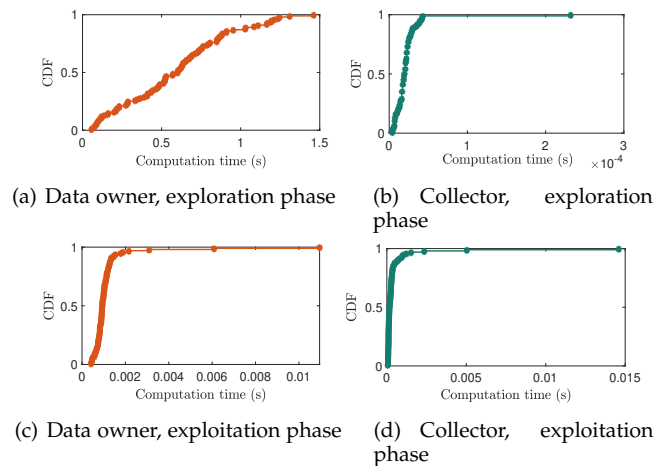 1
0.5
0
CDF
0 0.5 1 1.5
Computation time (s)
(a) Data owner, exploration phase
1
0.5
0
CDF
0 1 2 3
Computation time (s)
×10⁻⁴
(b) Collector, exploration
phase
1
0.5
0
CDF
0 0.002 0.004 0.006 0.008 0.01
Computation time (s)
(c) Data owner, exploitation phase
1
0.5
0
CDF
0 0.005 0.01 0.015
Computation time (s)
(d) Collector, exploitation
phase